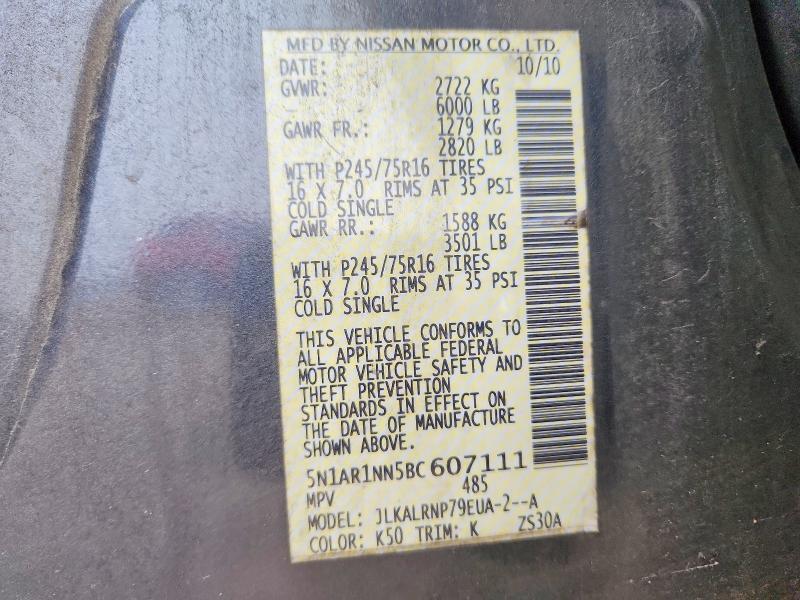 MFD BY NISSAN MOTOR CO., LTD.
DATE: 10/10
GVWR: 2722 KG
6000 LB
GAWR FR.: 1279 KG
2820 LB
WITH P245/75R16 TIRES
16 X 7.0 RIMS AT 35 PSI
COLD SINGLE
GAWR RR.: 1588 KG
3501 LB
WITH P245/75R16 TIRES
16 X 7.0 RIMS AT 35 PSI
COLD SINGLE
THIS VEHICLE CONFORMS TO
ALL APPLICABLE FEDERAL
MOTOR VEHICLE SAFETY AND
THEFT PREVENTION
STANDARDS IN EFFECT ON
THE DATE OF MANUFACTURE
SHOWN ABOVE.
5N1AR1NN5BC607111
MPV 485
MODEL: JLKALRNP79EUA-2--A
COLOR: K50 TRIM: K ZS30A